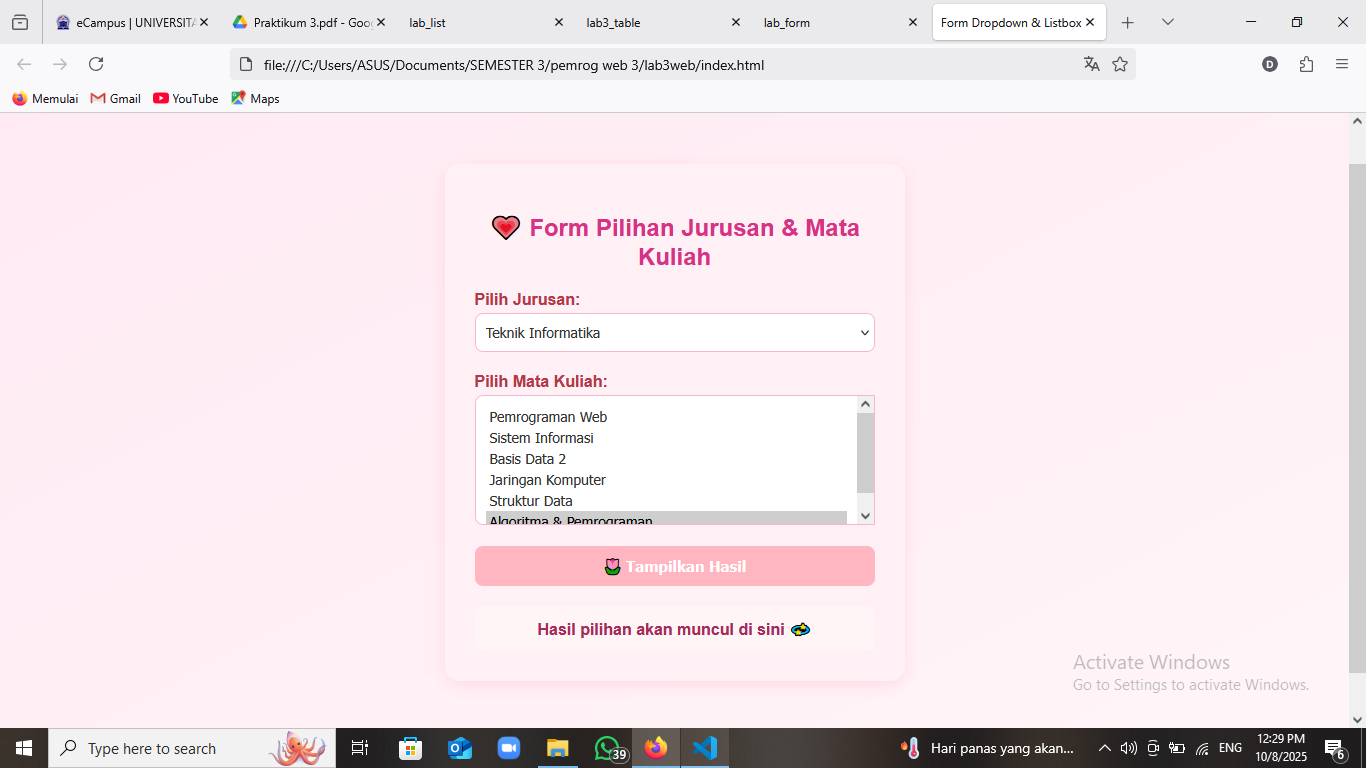 eCampus | UNIVERSITA
Praktikum 3.pdf - Goo
lab_list
lab3_table
lab_form
Form Dropdown & Listbox
file:///C:/Users/ASUS/Documents/SEMESTER 3/pemrog web 3/lab3web/index.html
D
Memulai
Gmail
YouTube
Maps
Form Pilihan Jurusan & Mata
Kuliah
Pilih Jurusan:
Teknik Informatika
Pilih Mata Kuliah:
Pemrograman Web
Sistem Informasi
Basis Data 2
Jaringan Komputer
Struktur Data
Algoritma & Pemrograman
Tampilkan Hasil
Hasil pilihan akan muncul di sini
Activate Windows
Go to Settings to activate Windows.
Type here to search
39
Hari panas yang akan...
ENG
12:29 PM
10/8/2025
6